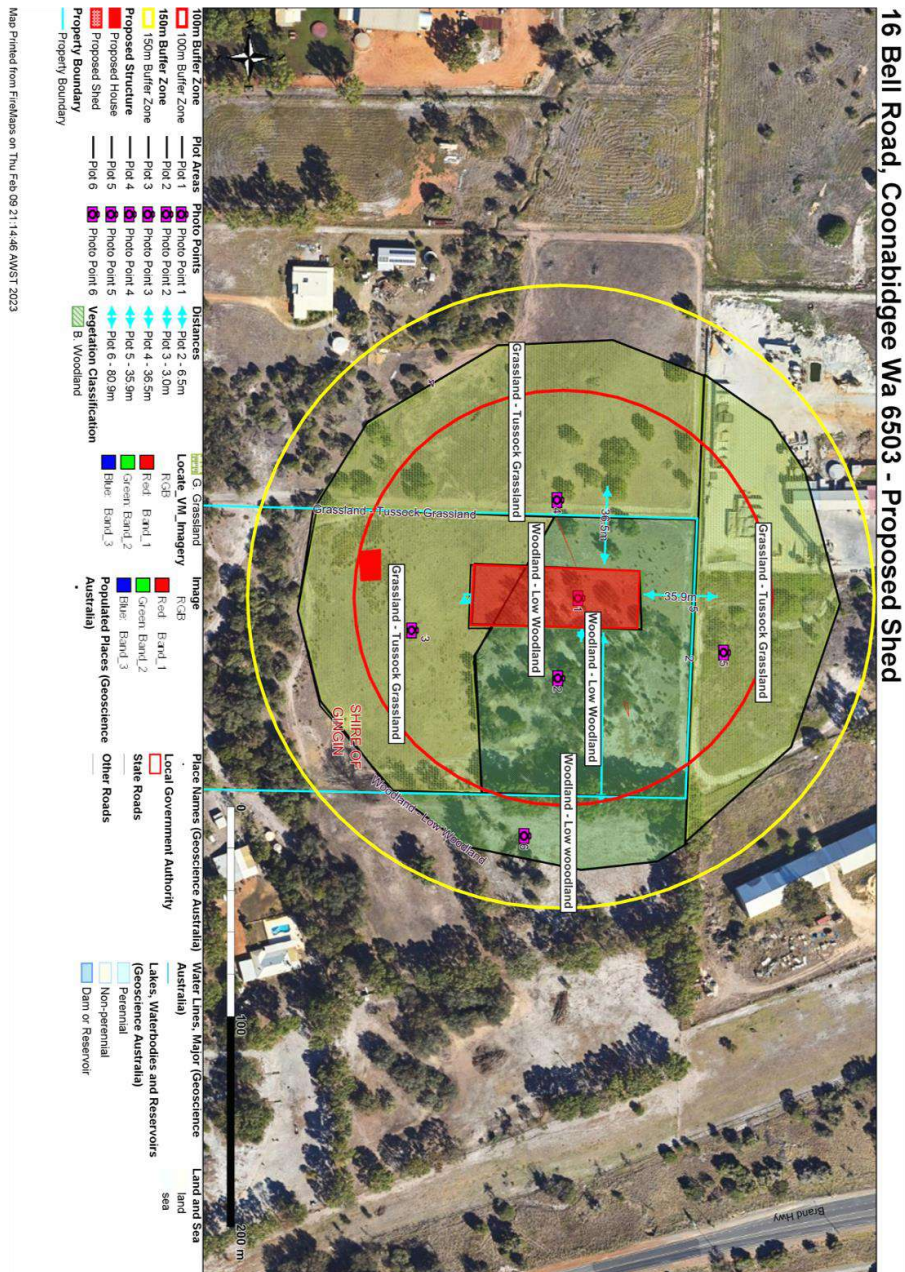 16 Bell Road, Coonabidgee Wa 6503 - Proposed Shed
Grassland - Tussock Grassland
Grassland - Tussock Grassland
Grassland - Tussock Grassland
Grassland - Tussock Grassland
Woodland - Low Woodland
Woodland - Low Woodland
Woodland - Low wooodland
Woodland - Low Woodland
36.5m
35.9m
1
2
3
4
5
6
SHIRE OF
GINGIN
Brand Hwy
0
100
200 m
100m Buffer Zone
100m Buffer Zone
150m Buffer Zone
150m Buffer Zone
Proposed Structure
Proposed House
Proposed Shed
Property Boundary
Property Boundary
Plot Areas
Plot 1
Plot 2
Plot 3
Plot 4
Plot 5
Plot 6
Photo Points
Photo Point 1
Photo Point 2
Photo Point 3
Photo Point 4
Photo Point 5
Photo Point 6
Distances
Plot 2 - 6.5m
Plot 3 - 3.0m
Plot 4 - 36.5m
Plot 5 - 35.9m
Plot 6 - 80.9m
Vegetation Classification
B. Woodland
G. Grassland
Locate_VM_Imagery
RGB
Red: Band_1
Green: Band_2
Blue: Band_3
Image
RGB
Red: Band_1
Green: Band_2
Blue: Band_3
Populated Places (Geoscience
Australia)
Place Names (Geoscience Australia)
Local Government Authority
State Roads
Other Roads
Water Lines, Major (Geoscience
Australia)
Lakes, Waterbodies and Reservoirs
(Geoscience Australia)
Perennial
Non-perennial
Dam or Reservoir
Land and Sea
land
sea
Map Printed from FireMaps on Thu Feb 09 21:14:46 AWST 2023